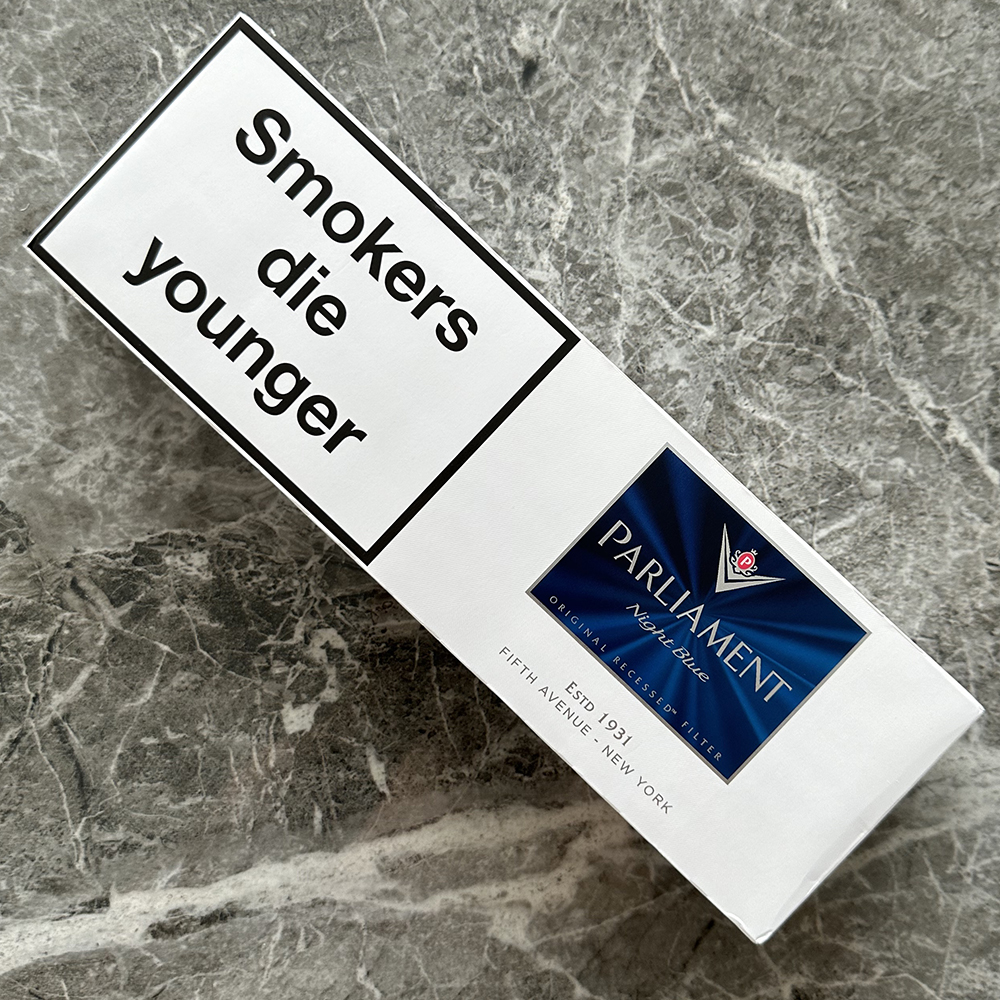 Smokers
die
younger
P
PARLIAMENT
Night Blue
ORIGINAL RECESSED™ FILTER
ESTD 1931
FIFTH AVENUE - NEW YORK